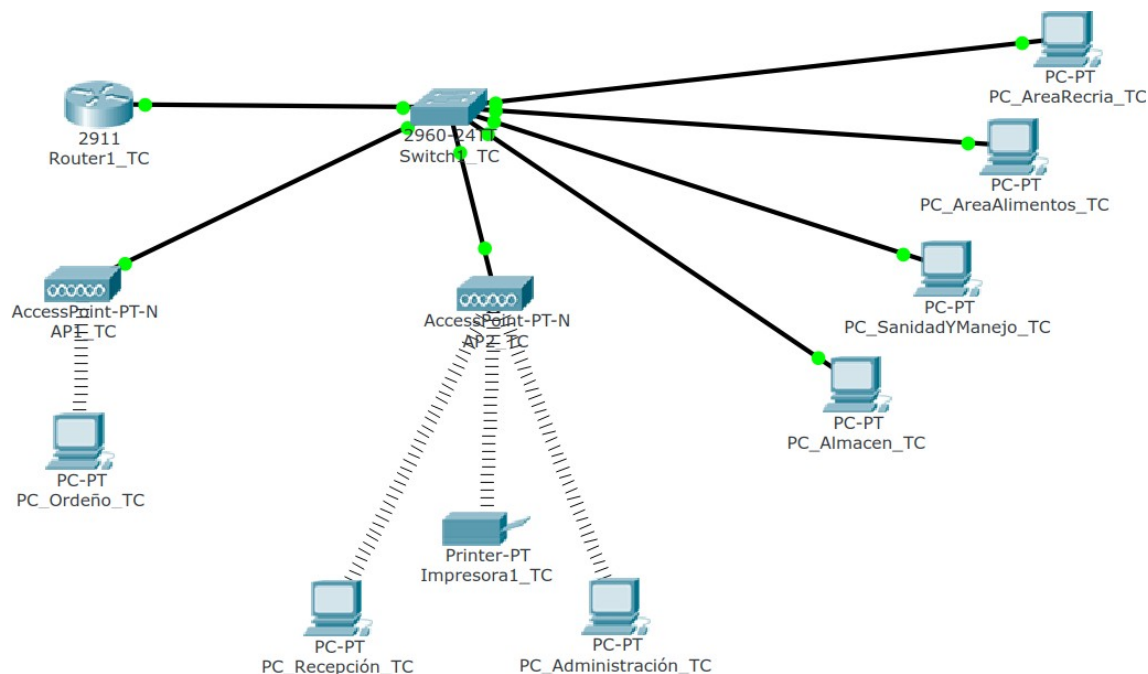 PC-PT
PC_AreaRecria_TC
2911
Router1_TC
2960-24TT
Switch1_TC
PC-PT
PC_AreaAlimentos_TC
PC-PT
PC_SanidadYManejo_TC
AccessPoint-PT-N
AP1_TC
AccessPoint-PT-N
AP2_TC
PC-PT
PC_Almacen_TC
PC-PT
PC_Ordeño_TC
Printer-PT
Impresora1_TC
PC-PT
PC_Recepción_TC
PC-PT
PC_Administración_TC